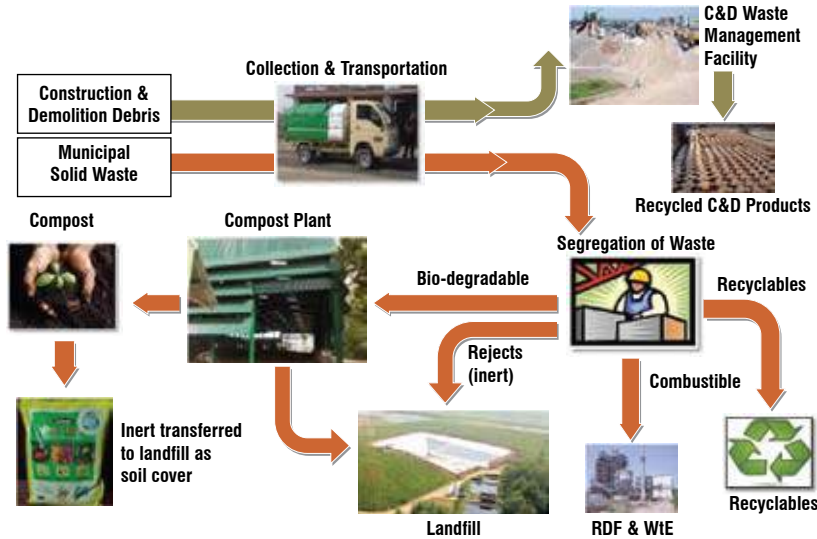 C&D Waste
Management
Facility
Collection & Transportation
Construction &
Demolition Debris
Municipal
Solid Waste
Recycled C&D Products
Compost
Compost Plant
Segregation of Waste
Bio-degradable
Recyclables
Rejects
(inert)
Combustible
Inert transferred
to landfill as
soil cover
Landfill
RDF & WtE
Recyclables